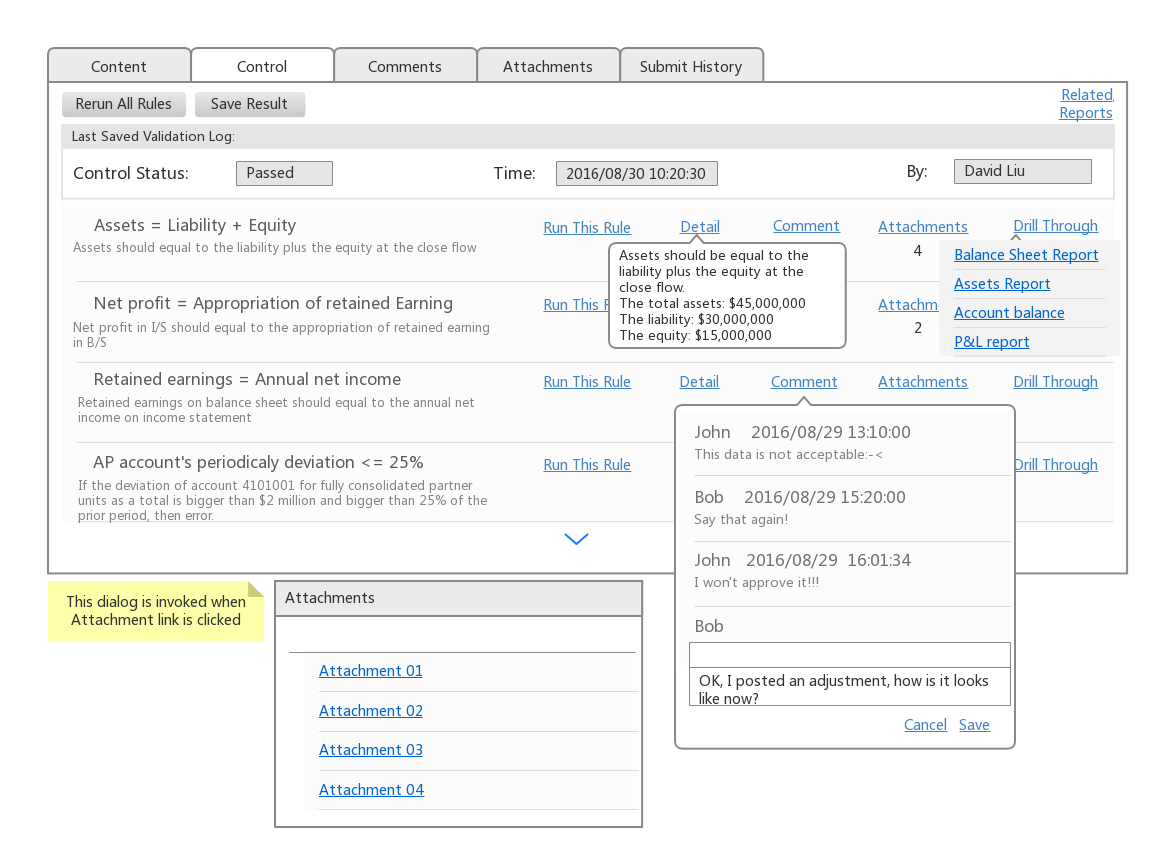 Content
Control
Comments
Attachments
Submit History
Rerun All Rules
Save Result
Related
Reports
Last Saved Validation Log:
Control Status:
Passed
Time:
2016/08/30 10:20:30
By:
David Liu
Assets = Liability + Equity
Assets should equal to the liability plus the equity at the close flow
Run This Rule
Detail
Comment
Attachments
4
Drill Through
Assets should be equal to the
liability plus the equity at the
close flow.
The total assets: $45,000,000
The liability: $30,000,000
The equity: $15,000,000
Balance Sheet Report
Assets Report
Account balance
P&L report
Net profit = Appropriation of retained Earning
Net profit in I/S should equal to the appropriation of retained earning
in B/S
Run This
2
Retained earnings = Annual net income
Retained earnings on balance sheet should equal to the annual net
income on income statement
Run This Rule
Detail
Comment
Attachments
Drill Through
AP account's periodicaly deviation <= 25%
If the deviation of account 4101001 for fully consolidated partner
units as a total is bigger than $2 million and bigger than 25% of the
prior period, then error.
Run This Rule
Drill Through
John 2016/08/29 13:10:00
This data is not acceptable:-<
Bob 2016/08/29 15:20:00
Say that again!
John 2016/08/29 16:01:34
I won't approve it!!!
Bob
OK, I posted an adjustment, how is it looks
like now?
Cancel
Save
This dialog is invoked when
Attachment link is clicked
Attachments
Attachment 01
Attachment 02
Attachment 03
Attachment 04